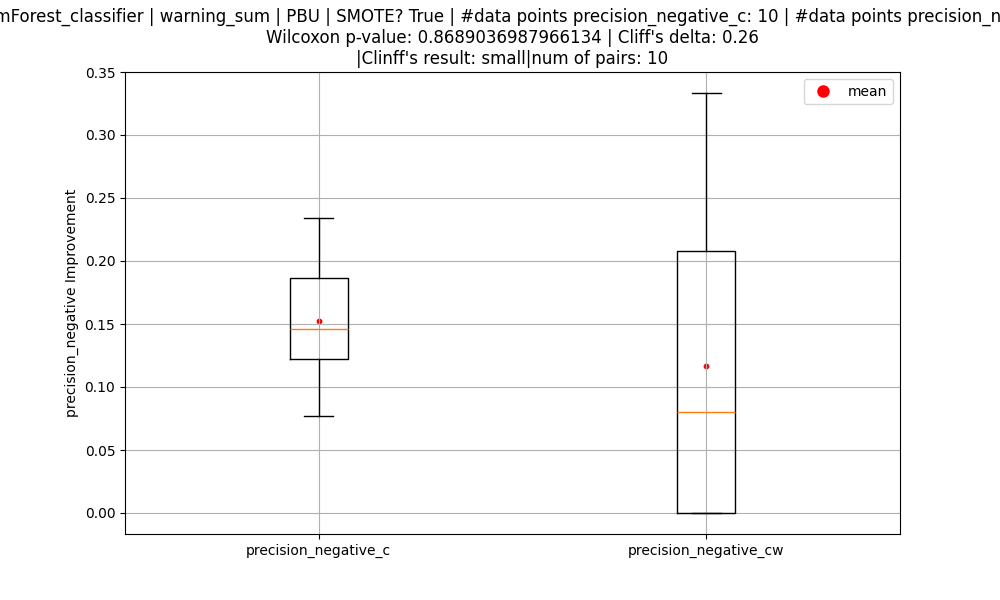 mForest_classifier | warning_sum | PBU | SMOTE? True | #data points precision_negative_c: 10 | #data points precision_n
Wilcoxon p-value: 0.8689036987966134 | Cliff's delta: 0.26
|Clinff's result: small|num of pairs: 10
mean
0.35
0.30
0.25
0.20
0.15
0.10
0.05
0.00
precision_negative Improvement
precision_negative_c
precision_negative_cw